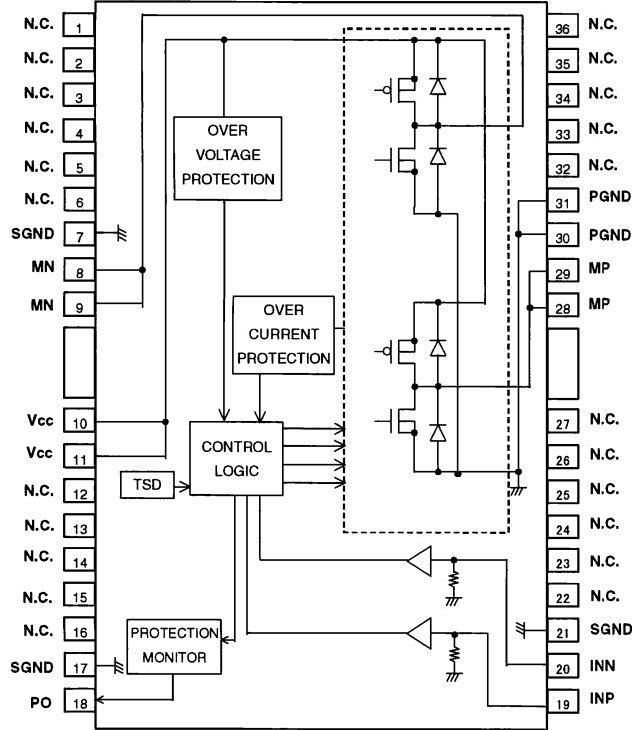 N.C. 1
N.C. 2
N.C. 3
N.C. 4
N.C. 5
N.C. 6
SGND 7
MN 8
MN 9
Vcc 10
Vcc 11
N.C. 12
N.C. 13
N.C. 14
N.C. 15
N.C. 16
SGND 17
PO 18
OVER
VOLTAGE
PROTECTION
OVER
CURRENT
PROTECTION
CONTROL
LOGIC
TSD
PROTECTION
MONITOR
36 N.C.
35 N.C.
34 N.C.
33 N.C.
32 N.C.
31 PGND
30 PGND
29 MP
28 MP
27 N.C.
26 N.C.
25 N.C.
24 N.C.
23 N.C.
22 N.C.
21 SGND
20 INN
19 INP